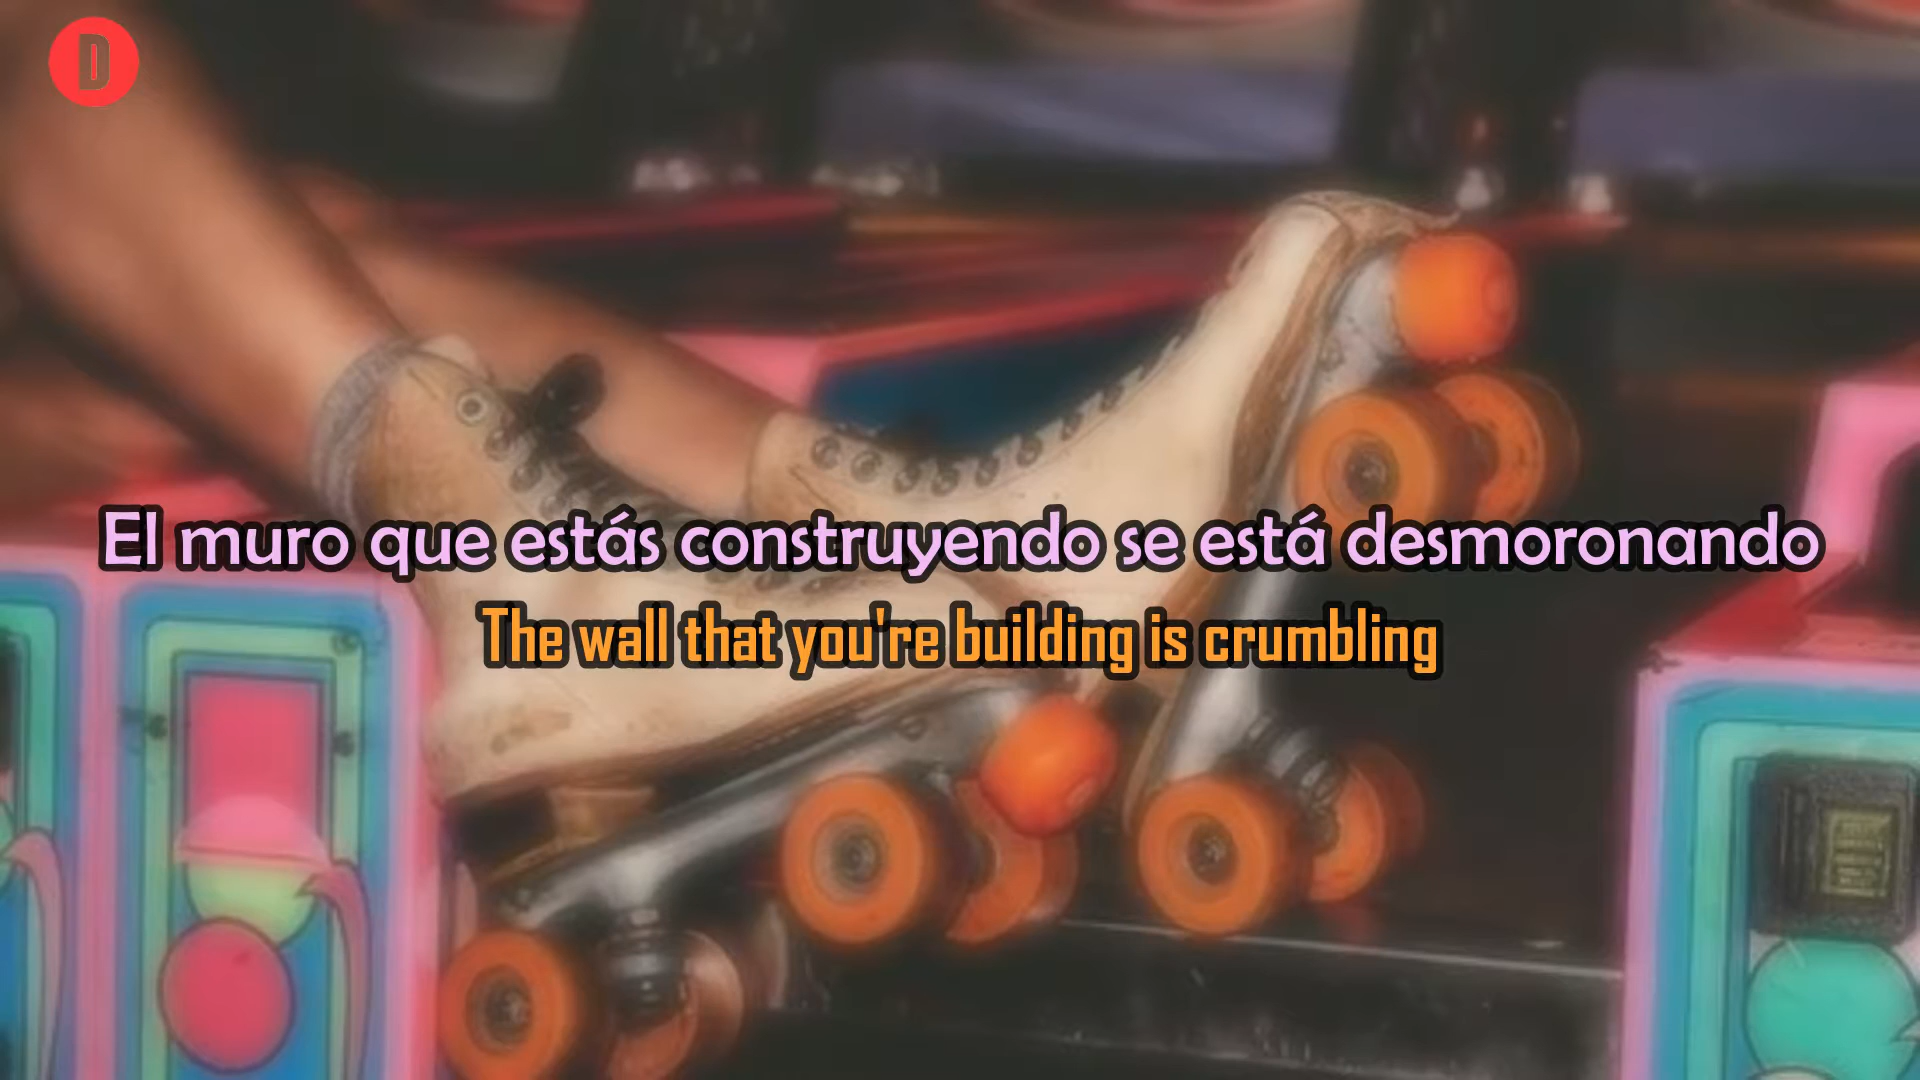 D
El muro que estás construyendo se está desmoronando
The wall that you're building is crumbling